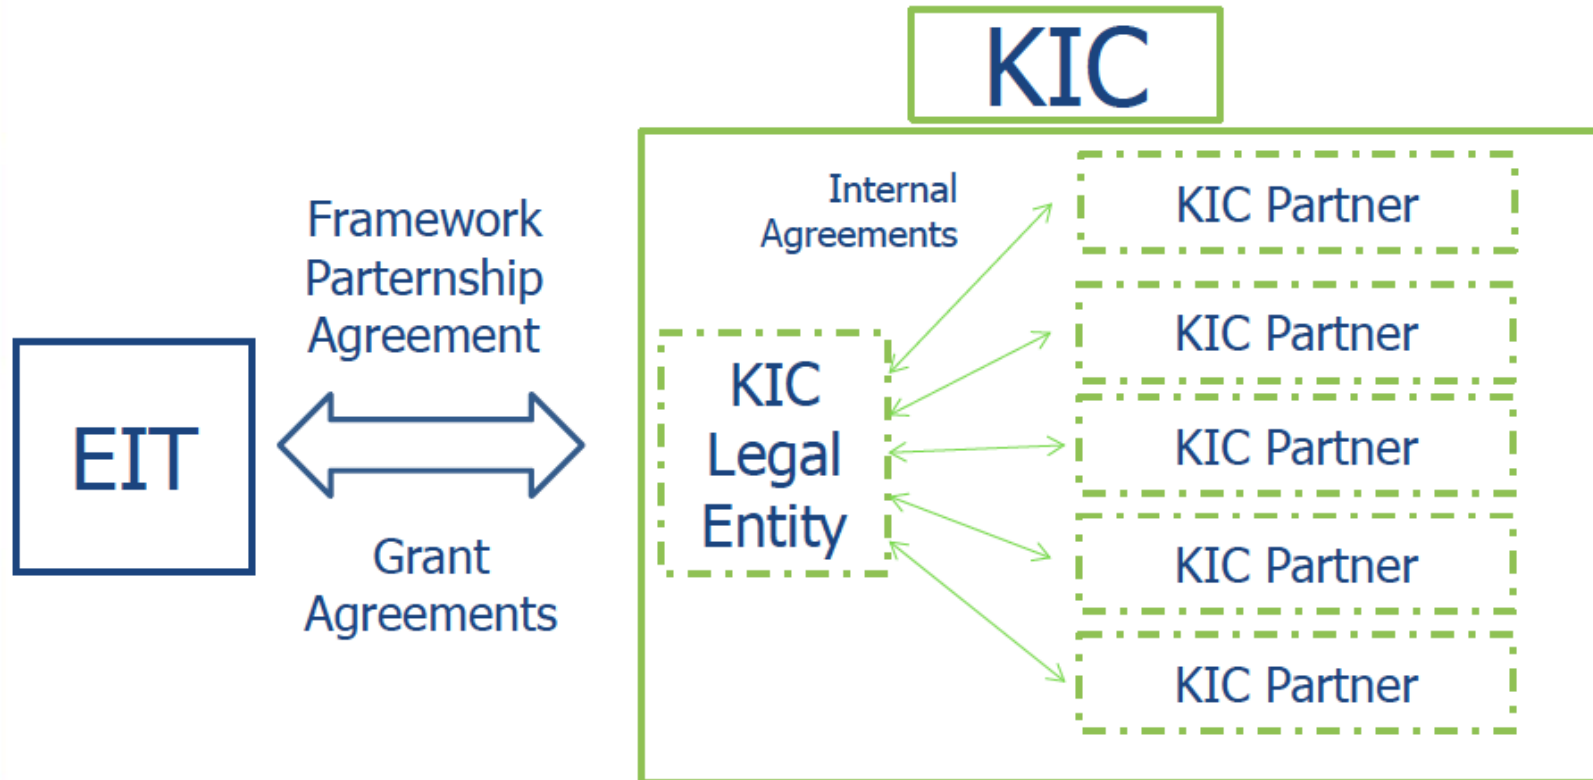 KIC
Framework
Parternship
Agreement
EIT
Grant
Agreements
Internal
Agreements
KIC
Legal
Entity
KIC Partner
KIC Partner
KIC Partner
KIC Partner
KIC Partner